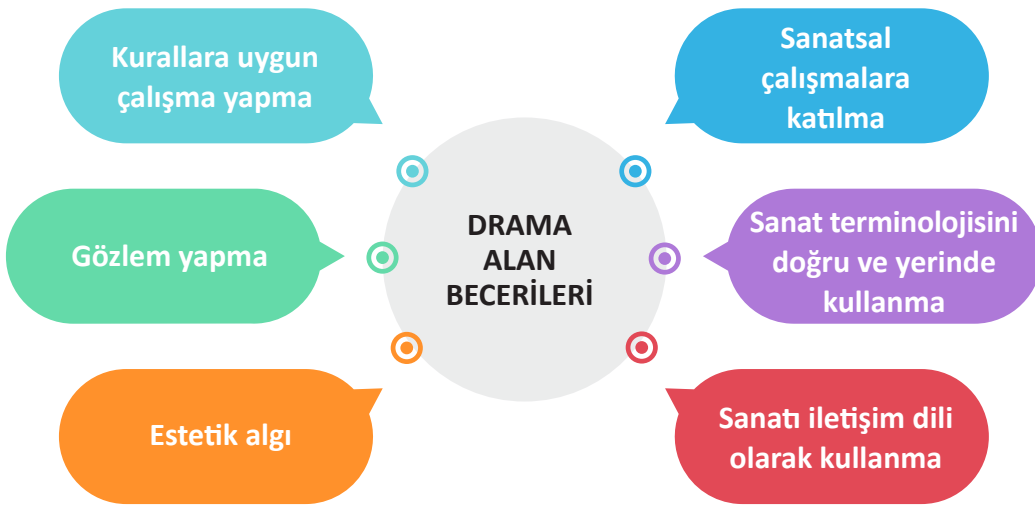 Kurallara uygun
çalışma yapma
Sanatsal
çalışmalara
katılma
Gözlem yapma
DRAMA
ALAN
BECERİLERİ
Sanat terminolojisini
doğru ve yerinde
kullanma
Estetik algı
Sanatı iletişim dili
olarak kullanma